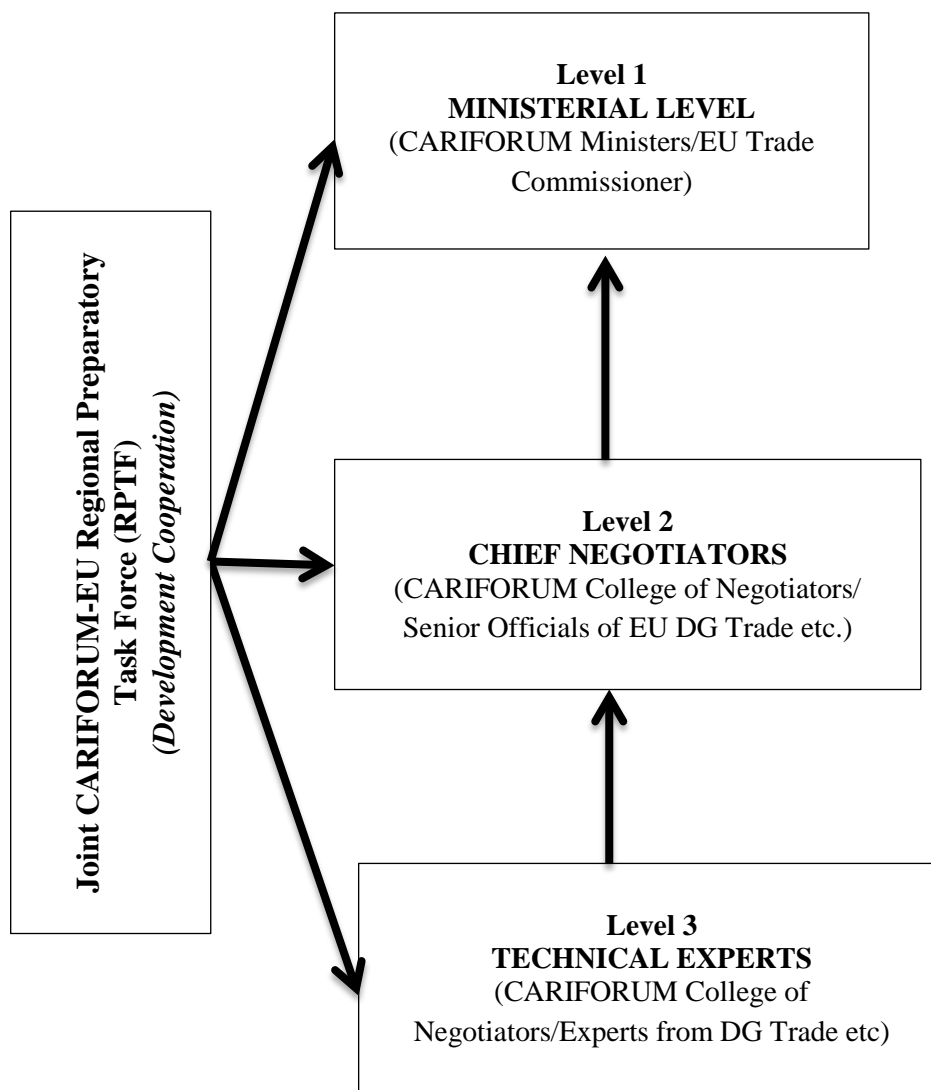 Level 1
MINISTERIAL LEVEL
(CARIFORUM Ministers/EU Trade
Commissioner)
Joint CARIFORUM-EU Regional Preparatory
Task Force (RPTF)
(Development Cooperation)
Level 2
CHIEF NEGOTIATORS
(CARIFORUM College of Negotiators/
Senior Officials of EU DG Trade etc.)
Level 3
TECHNICAL EXPERTS
(CARIFORUM College of
Negotiators/Experts from DG Trade etc)